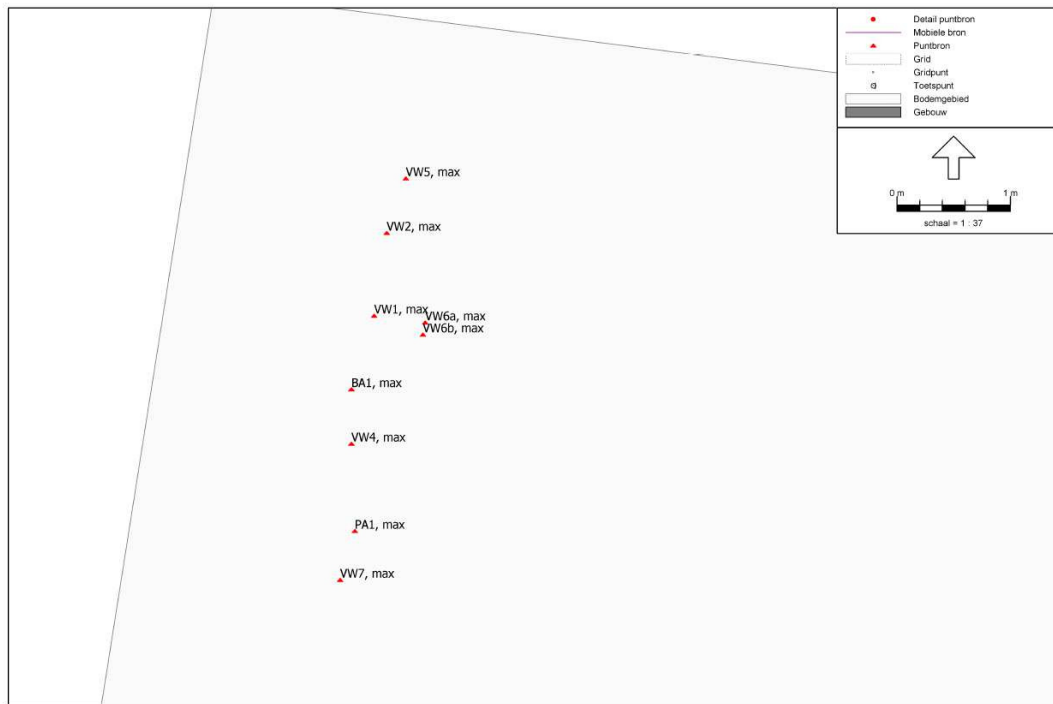 Detail puntbron
Mobiele bron
Puntbron
Grid
Gridpunt
Toetspunt
Bodemgebied
Gebouw
0 m 1 m
schaal = 1 : 37
VW5, max
VW2, max
VW1, max
VW6a, max
VW6b, max
BA1, max
VW4, max
PA1, max
VW7, max